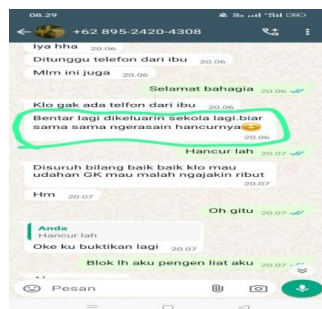 08.29
+62 895-2420-4308
Iya hha 20.06
Ditunggu telefon dari ibu 20.06
Mlm ini juga 20.06
Selamat bahagia 20.06
Klo gak ada telfon dari ibu 20.06
Bentar lagi dikeluarin sekola lagi.biar
sama sama ngerasain hancurnya
20.06
Hancur lah 20.07
Disuruh bilang baik baik klo mau
udahan GK mau malah ngajakin ribut
20.07
Hm 20.07
Oh gitu 20.07
Anda
Hancur lah
Oke ku buktikan lagi 20.07
Blok lh aku pengen liat aku 20.07
Pesan